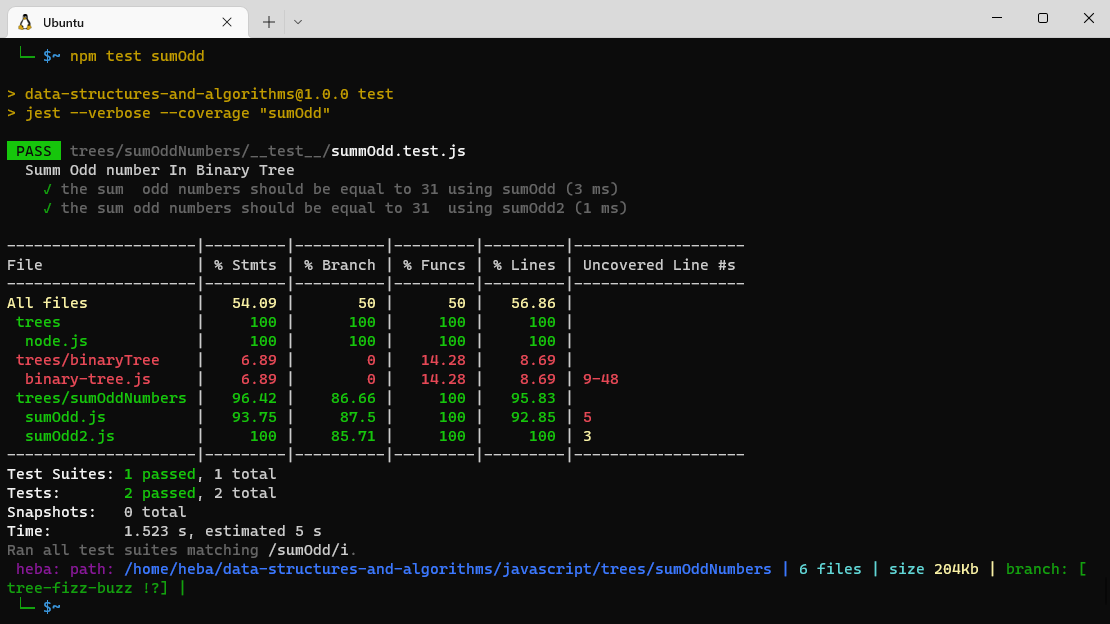 Ubuntu
$~ npm test sumOdd
> data-structures-and-algorithms@1.0.0 test
> jest --verbose --coverage "sumOdd"
PASS trees/sumOddNumbers/__test__/summOdd.test.js
Summ Odd number In Binary Tree
✓ the sum  odd numbers should be equal to 31 using sumOdd (3 ms)
✓ the sum odd numbers should be equal to 31  using sumOdd2 (1 ms)
---------------------|---------|----------|---------|---------|-------------------
File                 | % Stmts | % Branch | % Funcs | % Lines | Uncovered Line #s
---------------------|---------|----------|---------|---------|-------------------
All files            |   54.09 |       50 |      50 |   56.86 |
 trees               |     100 |      100 |     100 |     100 |
  node.js            |     100 |      100 |     100 |     100 |
 trees/binaryTree    |    6.89 |        0 |   14.28 |    8.69 |
  binary-tree.js     |    6.89 |        0 |   14.28 |    8.69 | 9-48
 trees/sumOddNumbers |   96.42 |    86.66 |     100 |   95.83 |
  sumOdd.js          |   93.75 |     87.5 |     100 |   92.85 | 5
  sumOdd2.js         |     100 |    85.71 |     100 |     100 | 3
---------------------|---------|----------|---------|---------|-------------------
Test Suites: 1 passed, 1 total
Tests:       2 passed, 2 total
Snapshots:   0 total
Time:        1.523 s, estimated 5 s
Ran all test suites matching /sumOdd/i.
heba: path: /home/heba/data-structures-and-algorithms/javascript/trees/sumOddNumbers | 6 files | size 204Kb | branch: [
tree-fizz-buzz !?] |
$~